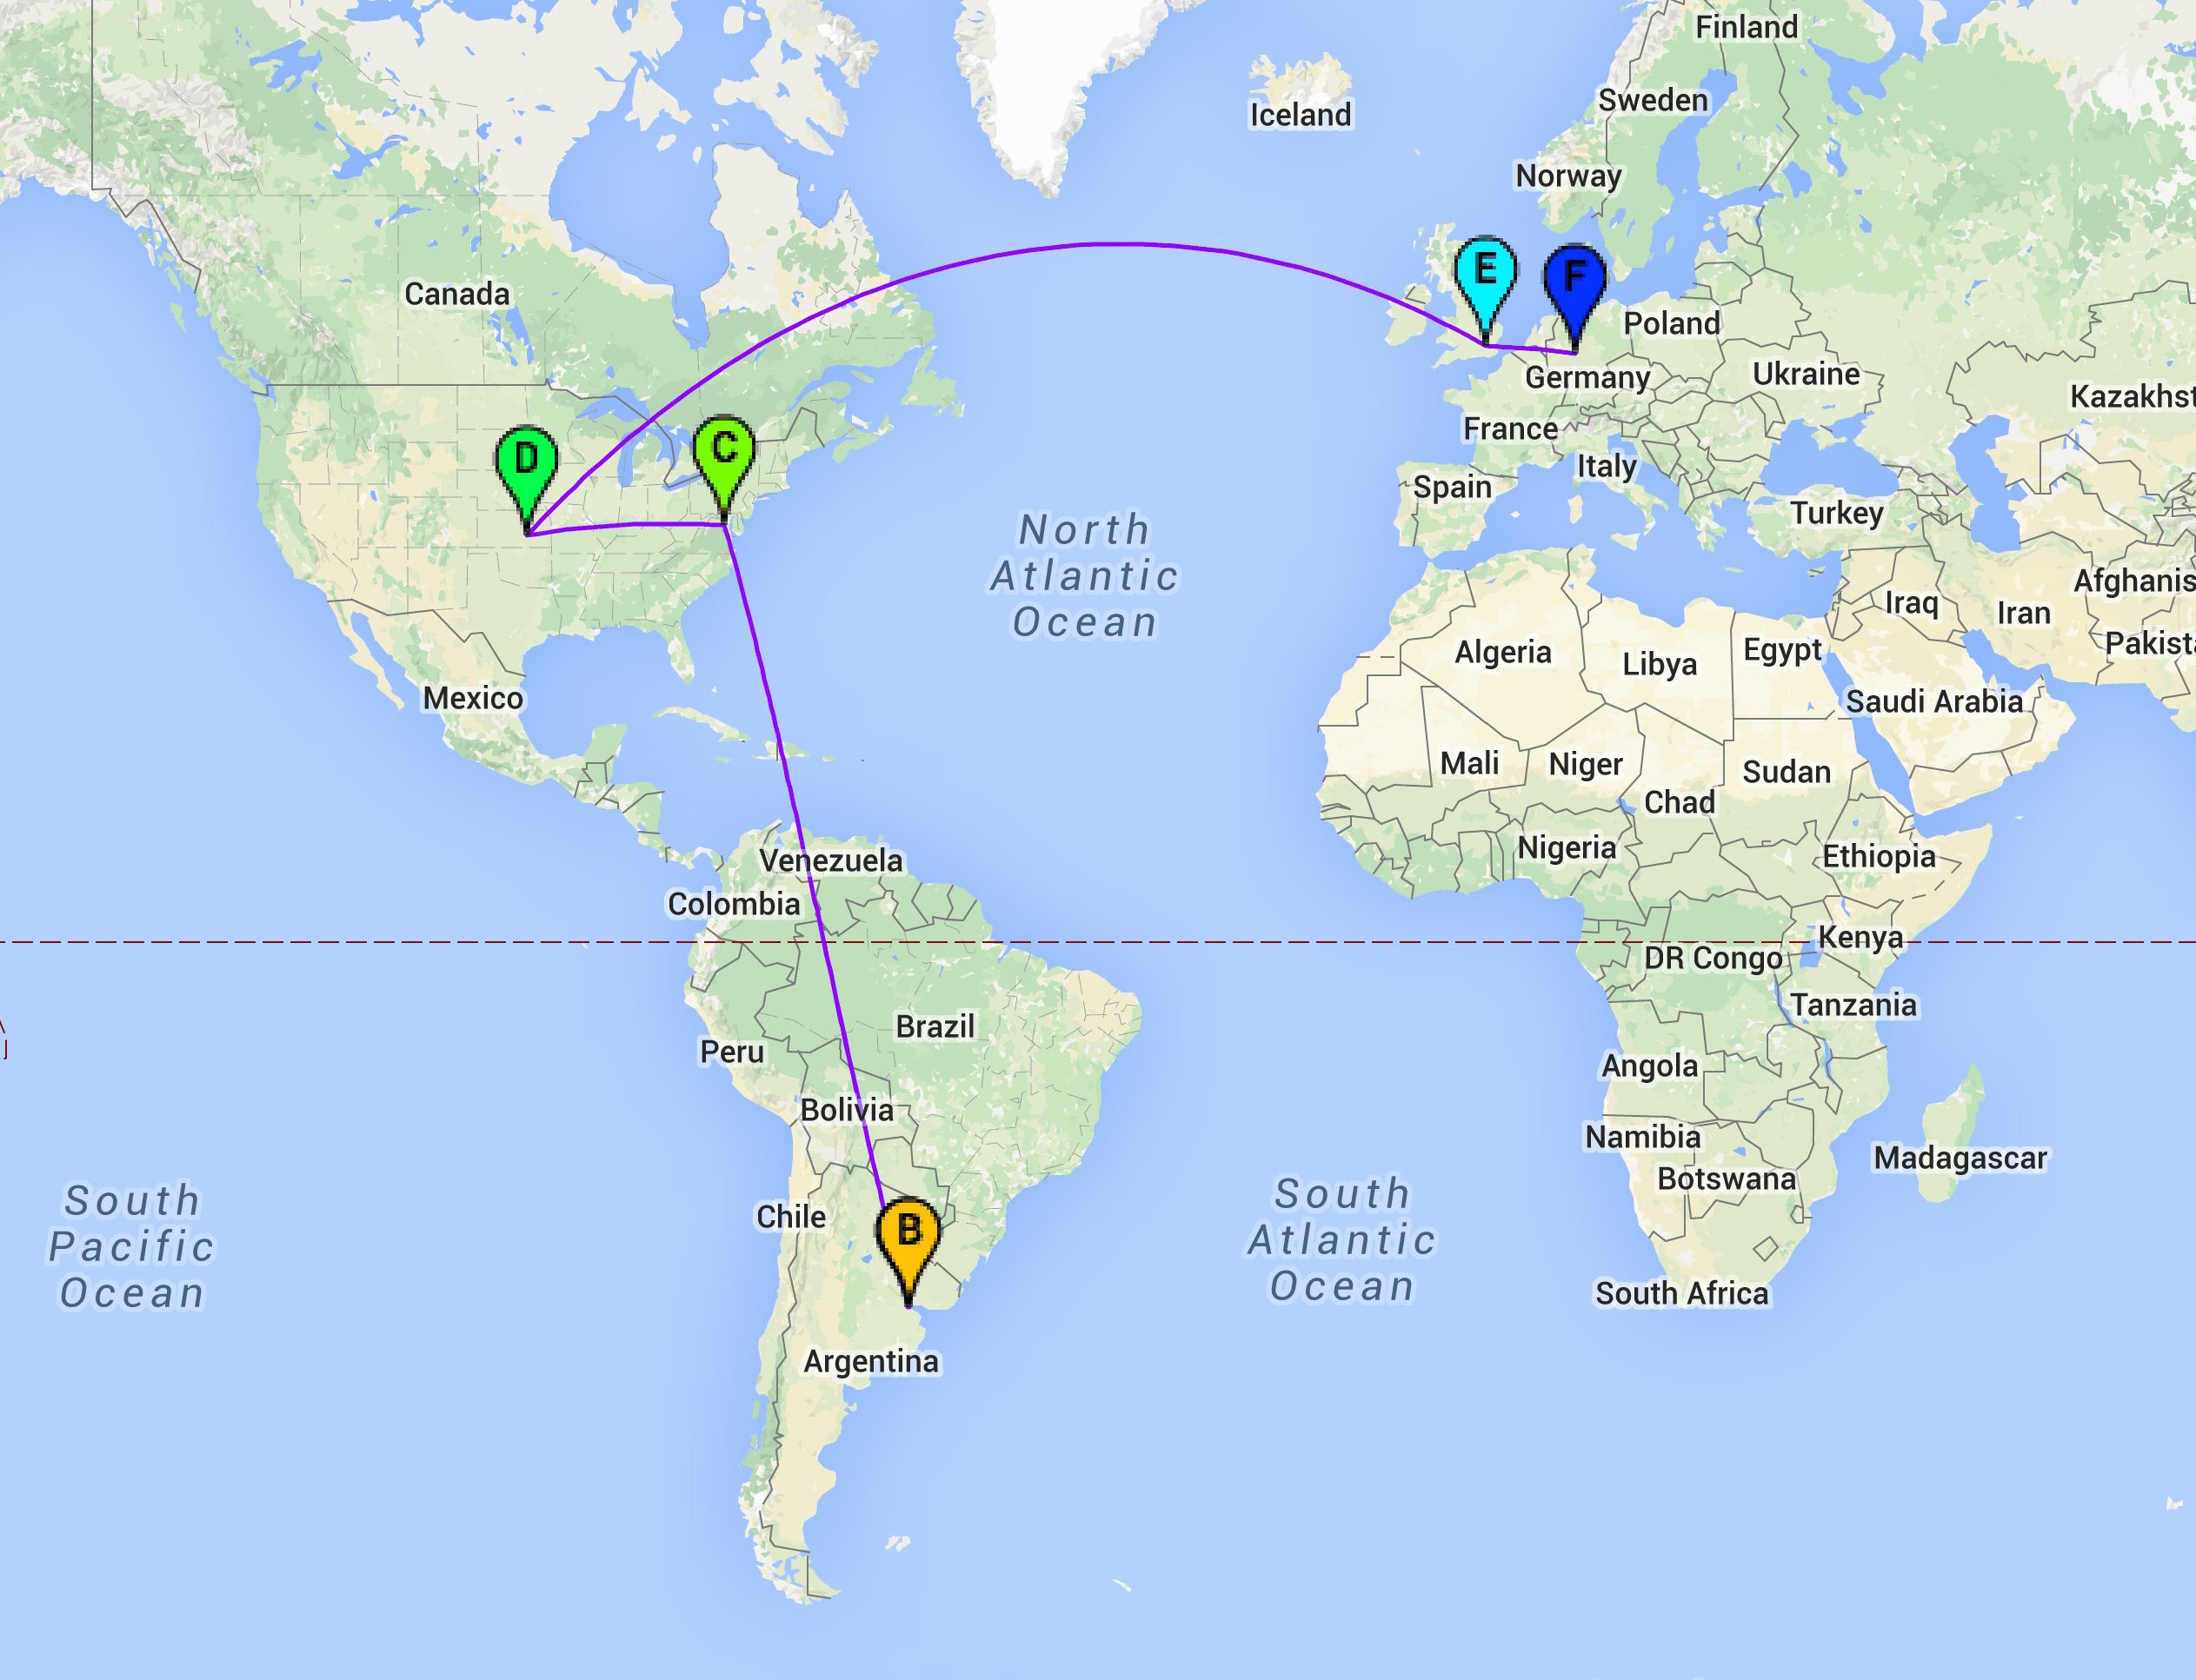 Finland
Sweden
Iceland
Norway
E
F
Canada
Poland
Ukraine
Germany
Kazakhst
France
D
C
Italy
Spain
Turkey
North
Atlantic
Ocean
Afghanis
Iraq
Iran
Algeria
Libya
Egypt
Pakista
Mexico
Saudi Arabia
Mali
Niger
Sudan
Chad
Nigeria
Ethiopia
Venezuela
Colombia
Kenya
DR Congo
Tanzania
Brazil
Peru
Angola
Bolivia
Namibia
Madagascar
Botswana
South
Pacific
Ocean
Chile
B
South
Atlantic
Ocean
South Africa
Argentina